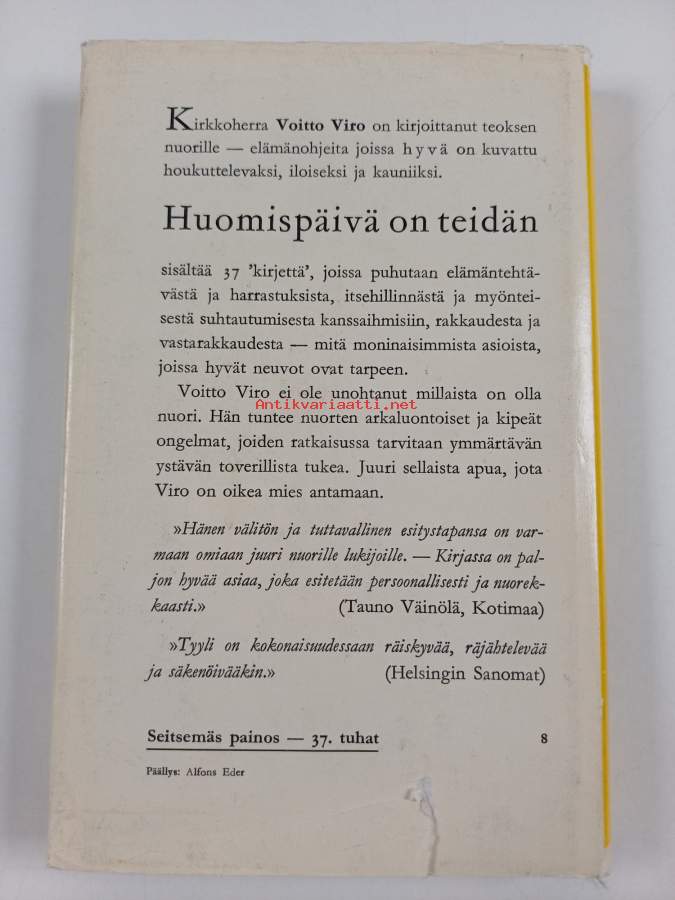 Kirkkoherra Voitto Viro on kirjoittanut teoksen
nuorille — elämänohjeita joissa hyvä on kuvattu
houkuttelevaksi, iloiseksi ja kauniiksi.
Huomispäivä on teidän
sisältää 37 ’kirjettä’, joissa puhutaan elämäntehtä-
västä ja harrastuksista, itsehillinnästä ja myöntei-
sestä suhtautumisesta kanssaihmisiin, rakkaudesta ja
vastarakkaudesta — mitä moninaisimmista asioista,
joissa hyvät neuvot ovat tarpeen.
Voitto Viro ei ole unohtanut millaista on olla
Antikvariaatti.net
nuori. Hän tuntee nuorten arkaluontoiset ja kipeät
ongelmat, joiden ratkaisussa tarvitaan ymmärtävän
ystävän toverillista tukea. Juuri sellaista apua, jota
Viro on oikea mies antamaan.
»Hänen välitön ja tuttavallinen esitystapansa on var-
maan omiaan juuri nuorille lukijoille. — Kirjassa on pal-
jon hyvää asiaa, joka esitetään persoonallisesti ja nuorek-
kaasti.» (Tauno Väinölä, Kotimaa)
»Tyyli on kokonaisuudessaan räiskyvää, räjähtelevää
ja säkenöivääkin.» (Helsingin Sanomat)
Seitsemäs painos — 37. tuhat 8
Päällys: Alfons Eder